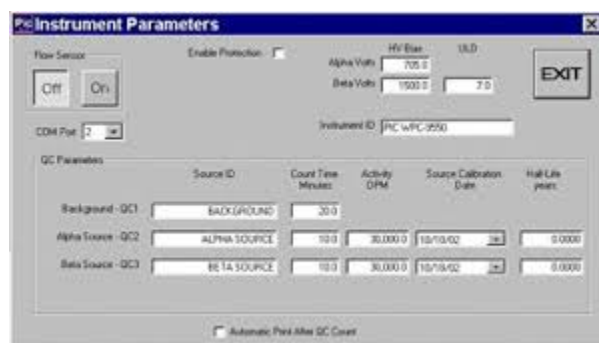 Pic Instrument Parameters
Flow Sensor
Off On
Enable Protection
HV Bias ULD
Alpha Volts 705.0
Beta Volts 1500.0 7.0
EXIT
COM Port 2
Instrument ID PIC WPC-9550
QC Parameters
Source ID Count Time Minutes Activity DPM Source Calibration Date Half-Life years
Background - QC1 BACKGROUND 20.0
Alpha Source - QC2 ALPHA SOURCE 10.0 30,000.0 10/18/02 0.0000
Beta Source - QC3 BETA SOURCE 10.0 30,000.0 10/18/02 0.0000
Automatic Print After QC Count